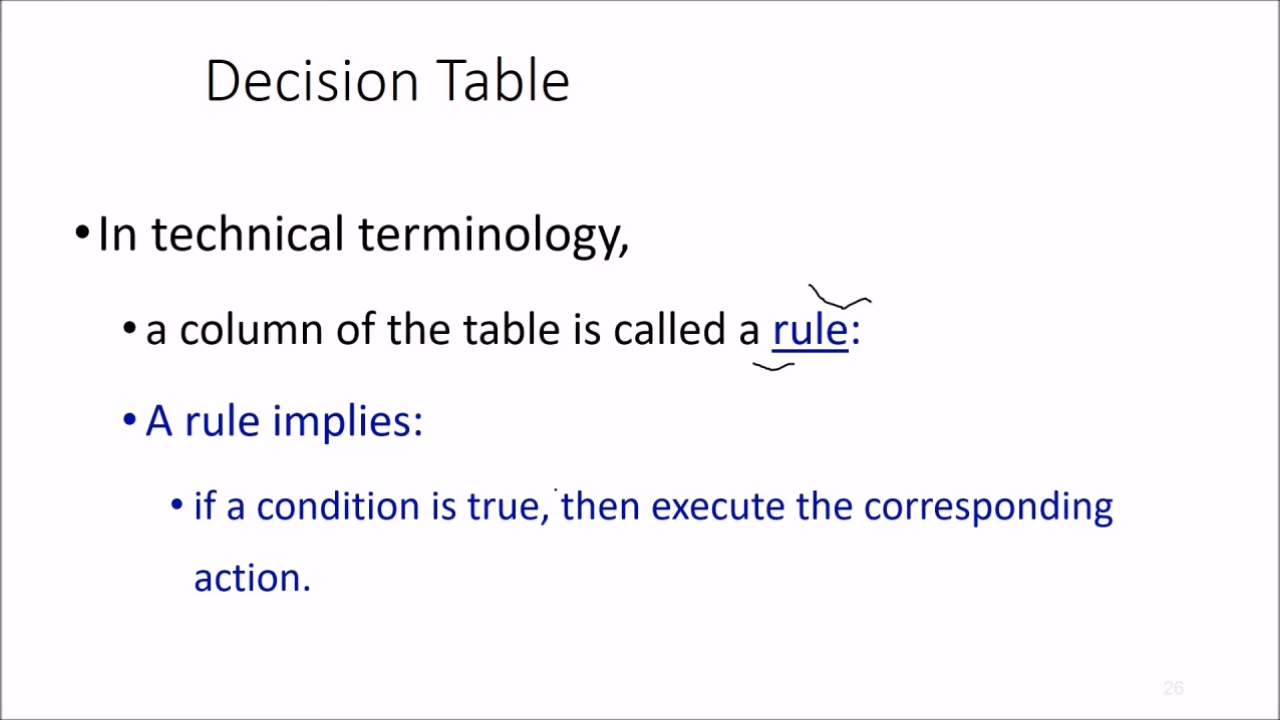 Decision Table
•In technical terminology,
•a column of the table is called a rule:
•A rule implies:
•if a condition is true, then execute the corresponding
action.
26